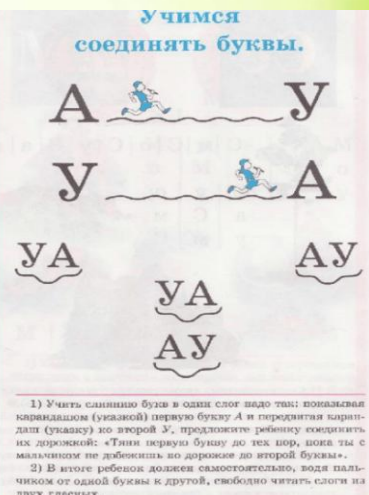 Учимся
соединять буквы.
А У
У А
УА АУ
УА
АУ
1) Учить слиянию букв в один слог надо так: показывая
карандашом (указкой) первую букву А и передвигая каран-
даш (указку) ко второй У, предложите ребенку соединить
их дорожкой: «Тяни первую букву до тех пор, пока ты с
мальчиком не добежишь по дорожке до второй буквы».
2) В итоге ребенок должен самостоятельно, водя паль-
чиком от одной буквы к другой, свободно читать слоги из
двух гласных.